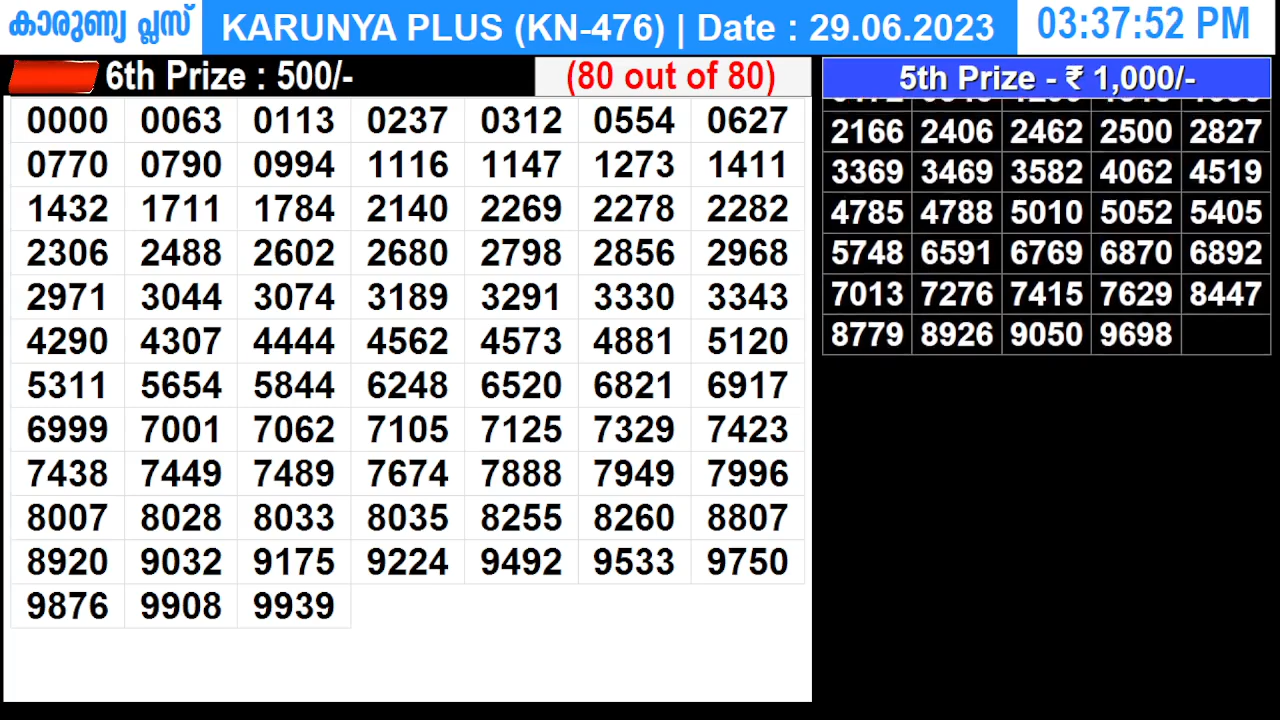 കാരുണ്യ പ്ലസ്
KARUNYA PLUS (KN-476) | Date : 29.06.2023
03:37:52 PM
6th Prize : 500/-
(80 out of 80)
0000 0063 0113 0237 0312 0554 0627
0770 0790 0994 1116 1147 1273 1411
1432 1711 1784 2140 2269 2278 2282
2306 2488 2602 2680 2798 2856 2968
2971 3044 3074 3189 3291 3330 3343
4290 4307 4444 4562 4573 4881 5120
5311 5654 5844 6248 6520 6821 6917
6999 7001 7062 7105 7125 7329 7423
7438 7449 7489 7674 7888 7949 7996
8007 8028 8033 8035 8255 8260 8807
8920 9032 9175 9224 9492 9533 9750
9876 9908 9939
5th Prize - ₹ 1,000/-
2166 2406 2462 2500 2827
3369 3469 3582 4062 4519
4785 4788 5010 5052 5405
5748 6591 6769 6870 6892
7013 7276 7415 7629 8447
8779 8926 9050 9698